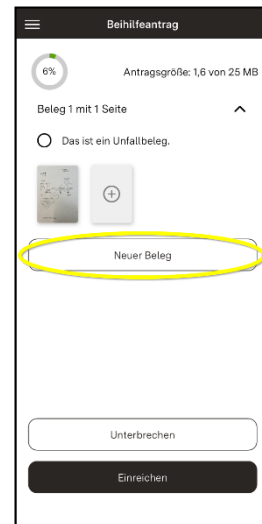 Beihilfeantrag
6%
Antragsgröße: 1,6 von 25 MB
Beleg 1 mit 1 Seite
Das ist ein Unfallbeleg.
Neuer Beleg
Unterbrechen
Einreichen